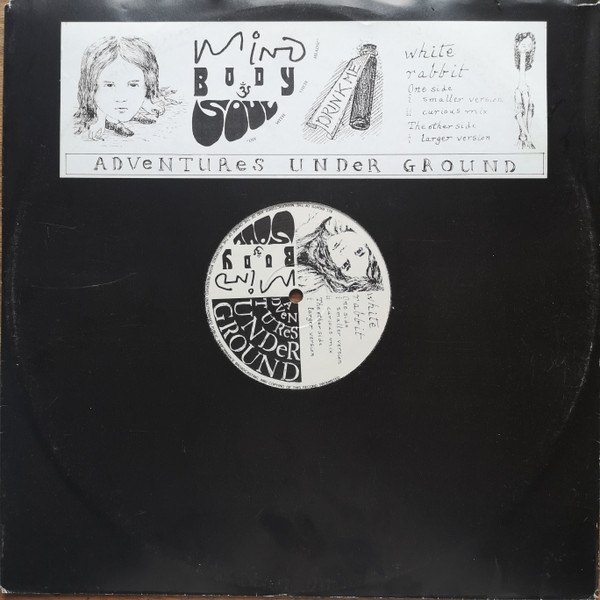 MIND
BODY
SOUL
DRINK ME
white
rabbit
One side
i smaller version
ii curious mix
The other side
i larger version
ADVENTURES UNDER GROUND
MIND
BODY
SOUL
ADVEN
TURES
UNDER
GROUND
white
rabbit
One side
i smaller version
ii curious mix
The other side
i larger version